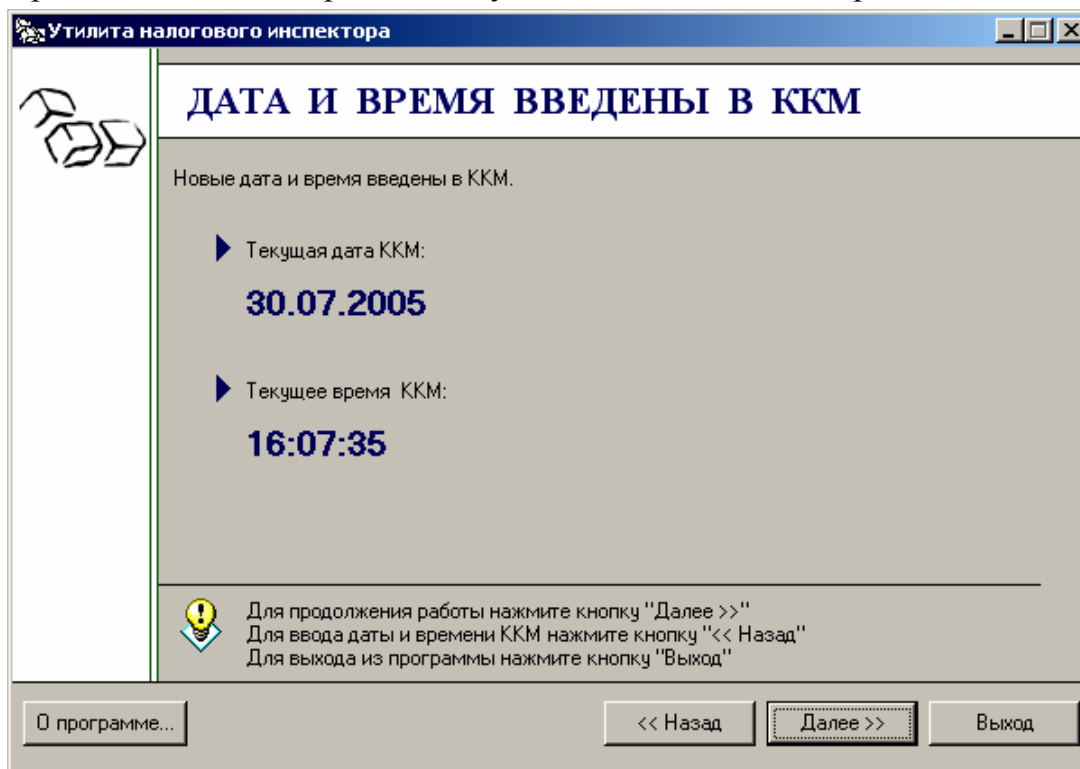 Утилита налогового инспектора
ДАТА И ВРЕМЯ ВВЕДЕНЫ В ККМ
Новые дата и время введены в ККМ.
Текущая дата ККМ:
30.07.2005
Текущее время ККМ:
16:07:35
Для продолжения работы нажмите кнопку "Далее >>"
Для ввода даты и времени ККМ нажмите кнопку "<< Назад"
Для выхода из программы нажмите кнопку "Выход"
О программе... << Назад Далее >> Выход